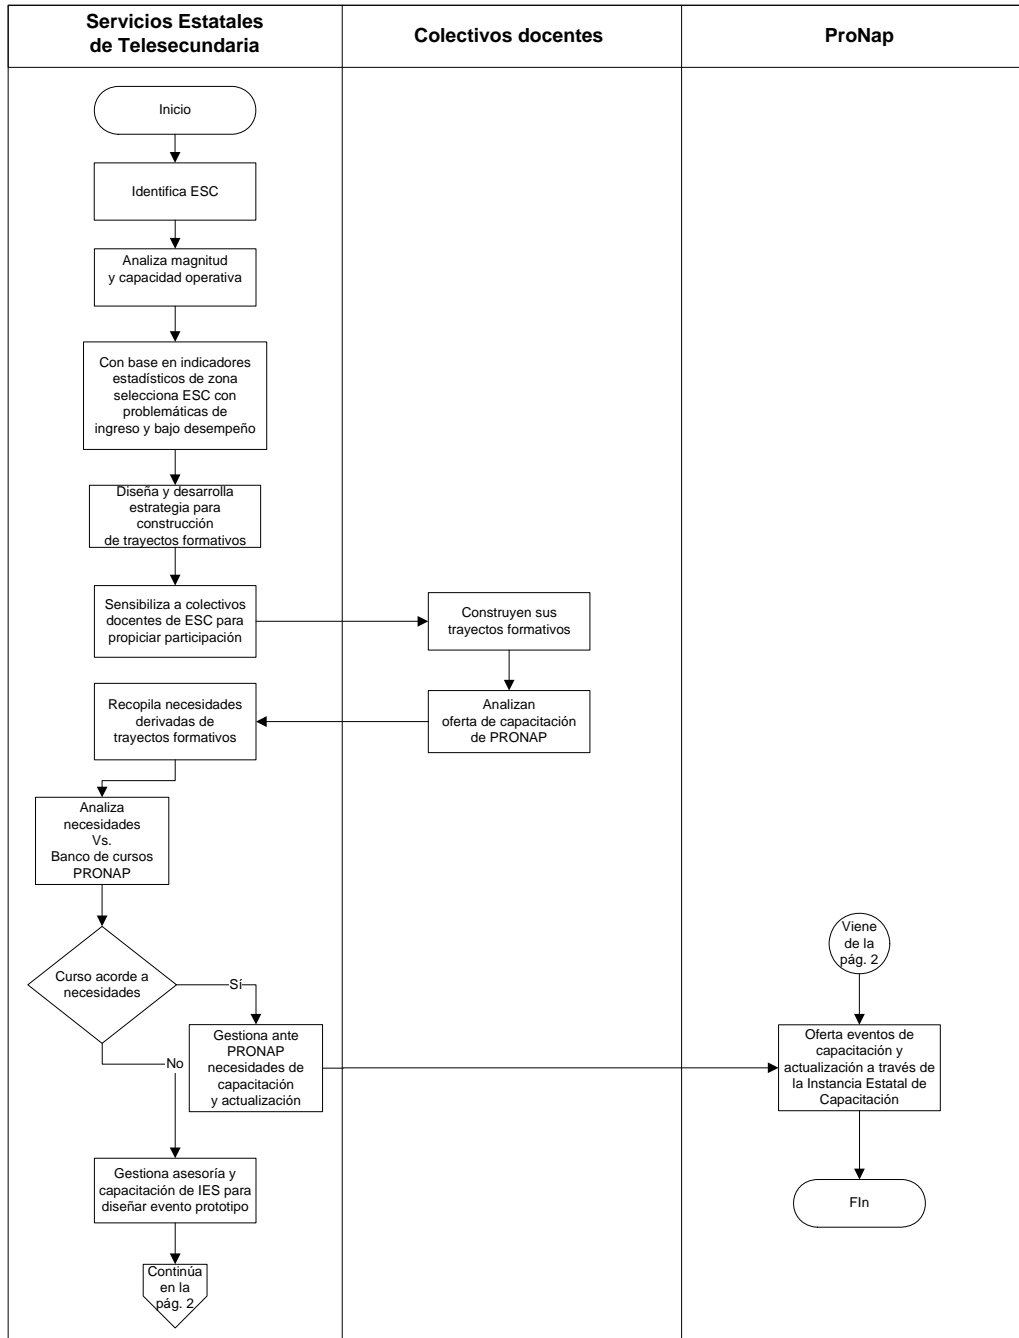 Servicios Estatales
de Telesecundaria
Colectivos docentes
ProNap
Inicio
Identifica ESC
Analiza magnitud
y capacidad operativa
Con base en indicadores
estadísticos de zona
selecciona ESC con
problemáticas de
ingreso y bajo desempeño
Diseña y desarrolla
estrategia para
construcción
de trayectos formativos
Sensibiliza a colectivos
docentes de ESC para
propiciar participación
Construyen sus
trayectos formativos
Analizan
oferta de capacitación
de PRONAP
Recopila necesidades
derivadas de
trayectos formativos
Analiza
necesidades
Vs.
Banco de cursos
PRONAP
Curso acorde a
necesidades
Sí
No
Gestiona ante
PRONAP
necesidades de
capacitación
y actualización
Viene
de la
pág. 2
Oferta eventos de
capacitación y
actualización a través de
la Instancia Estatal de
Capacitación
FIn
Gestiona asesoría y
capacitación de IES para
diseñar evento prototipo
Continúa
en la
pág. 2